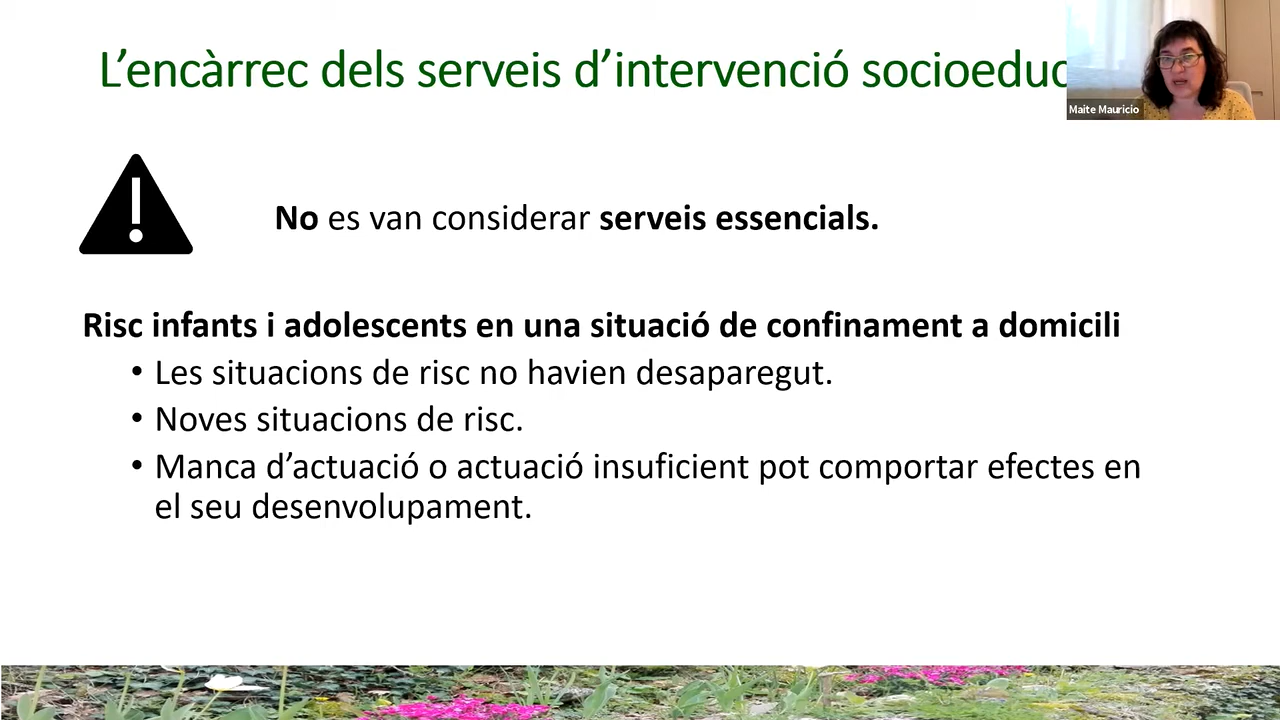 L’encàrrec dels serveis d’intervenció
Maite Mauricio
No es van considerar serveis essencials.
Risc infants i adolescents en una situació de confinament a domicili
• Les situacions de risc no havien desaparegut.
• Noves situacions de risc.
• Manca d’actuació o actuació insuficient pot comportar efectes en
el seu desenvolupament.